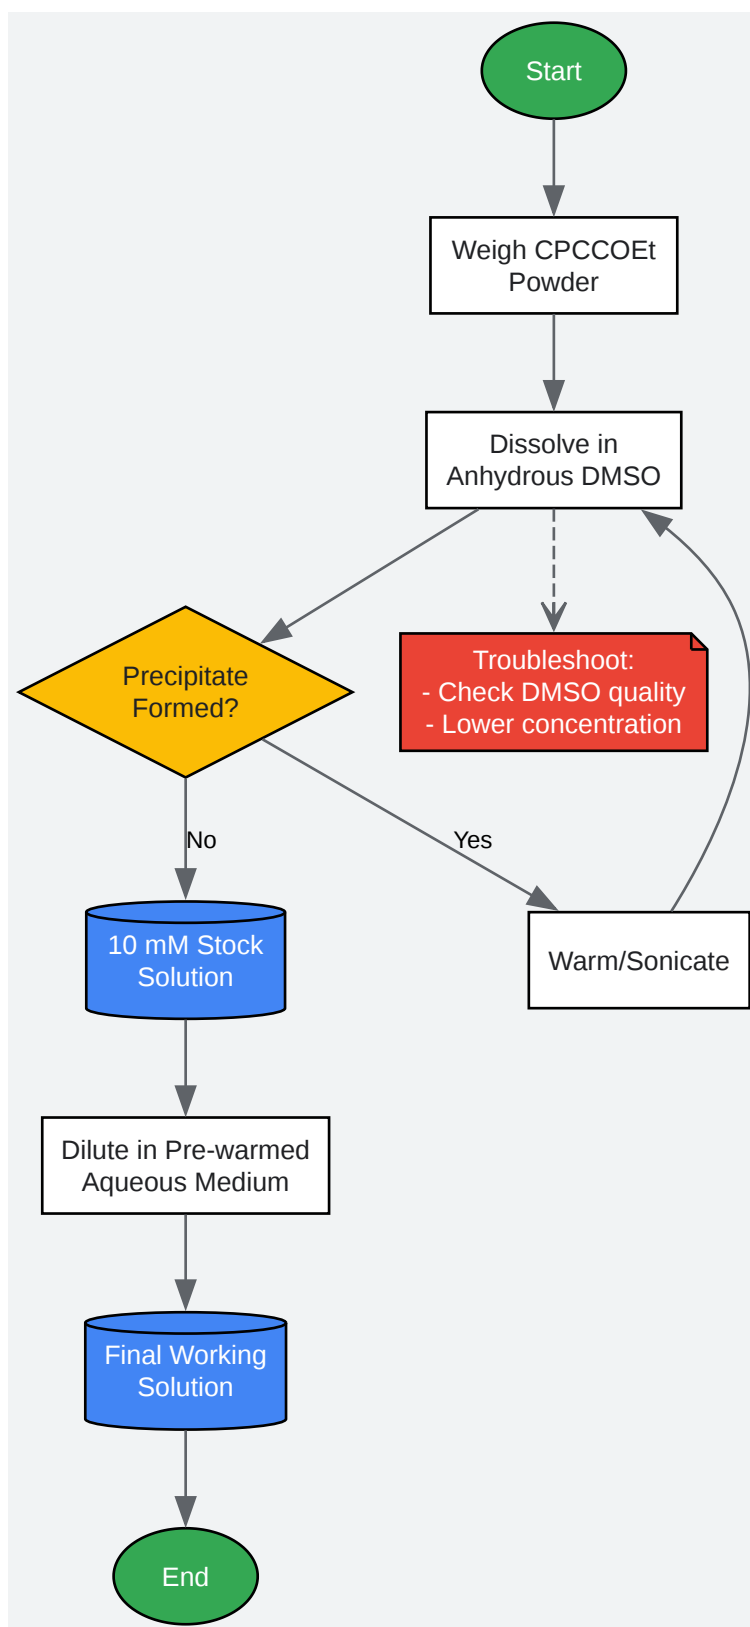 Start
Weigh CPCCOEt
Powder
Dissolve in
Anhydrous DMSO
Troubleshoot:
- Check DMSO quality
- Lower concentration
Precipitate
Formed?
No
Yes
10 mM Stock
Solution
Warm/Sonicate
Dilute in Pre-warmed
Aqueous Medium
Final Working
Solution
End